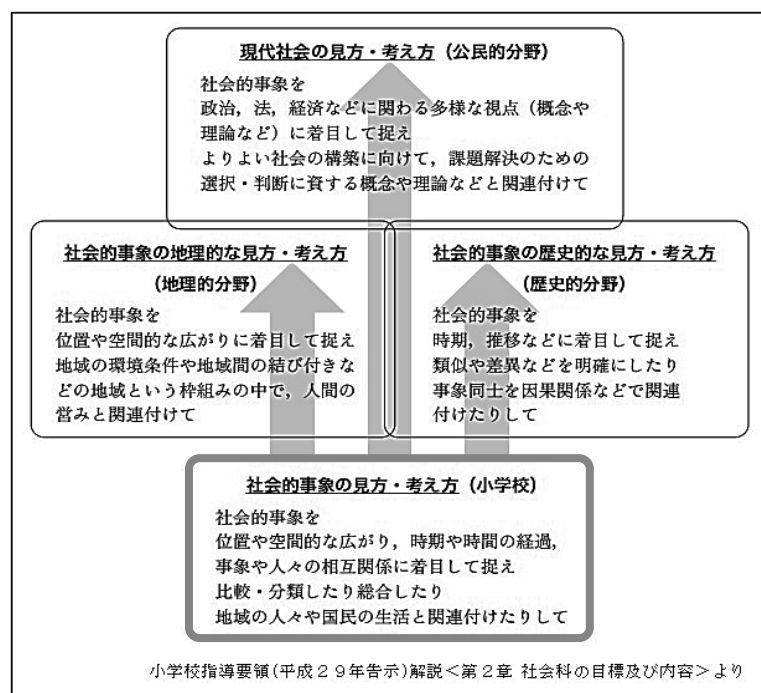 現代社会の見方・考え方(公民的分野)
社会的事象を
政治,法,経済などに関わる多様な視点(概念や
理論など)に着目して捉え
よりよい社会の構築に向けて,課題解決のための
選択・判断に資する概念や理論などと関連付けて
社会的事象の地理的な見方・考え方
(地理的分野)
社会的事象を
位置や空間的な広がりに着目して捉え
地域の環境条件や地域間の結び付きな
どの地域という枠組みの中で,人間の
営みと関連付けて
社会的事象の歴史的な見方・考え方
(歴史的分野)
社会的事象を
時期,推移などに着目して捉え
類似や差異などを明確にしたり
事象同士を因果関係などで関連
付けたりして
社会的事象の見方・考え方(小学校)
社会的事象を
位置や空間的な広がり,時期や時間の経過,
事象や人々の相互関係に着目して捉え
比較・分類したり総合したり
地域の人々や国民の生活と関連付けたりして
小学校指導要領(平成29年告示)解説<第2章 社会科の目標及び内容>より